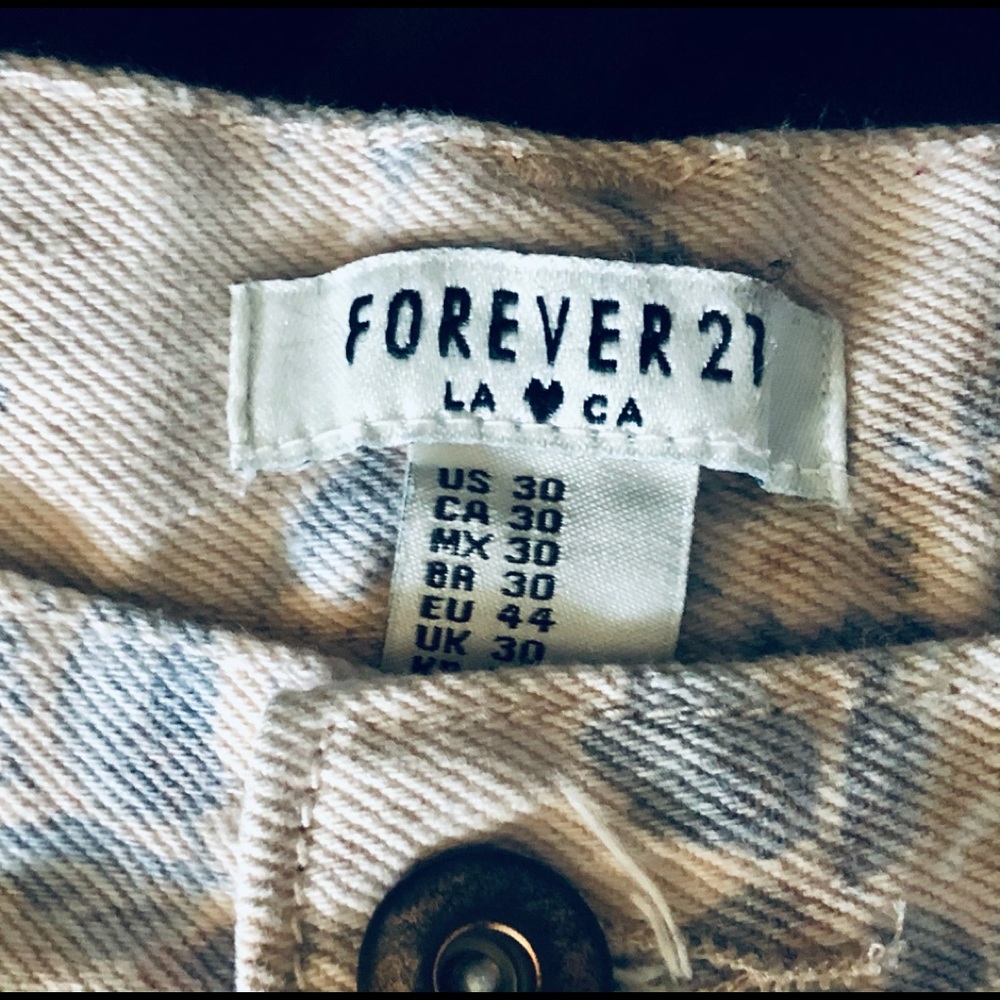 FOREVER 21
LA ♥ CA
US 30
CA 30
MX 30
BR 30
EU 44
UK 30